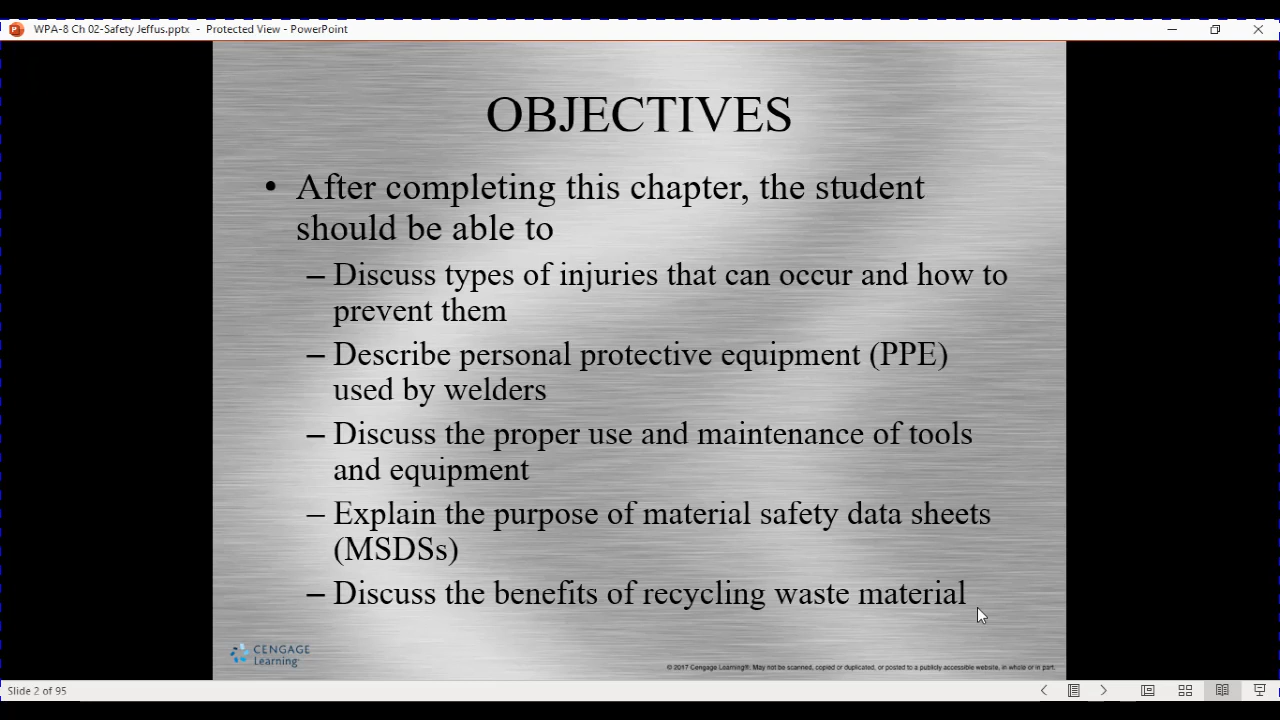 WPA-8 Ch 02-Safety Jeffus.pptx - Protected View - PowerPoint
OBJECTIVES
• After completing this chapter, the student
should be able to
– Discuss types of injuries that can occur and how to
prevent them
– Describe personal protective equipment (PPE)
used by welders
– Discuss the proper use and maintenance of tools
and equipment
– Explain the purpose of material safety data sheets
(MSDSs)
– Discuss the benefits of recycling waste material
CENGAGE
Learning
© 2017 Cengage Learning®. May not be scanned, copied or duplicated, or posted to a publicly accessible website, in whole or in part.
Slide 2 of 95